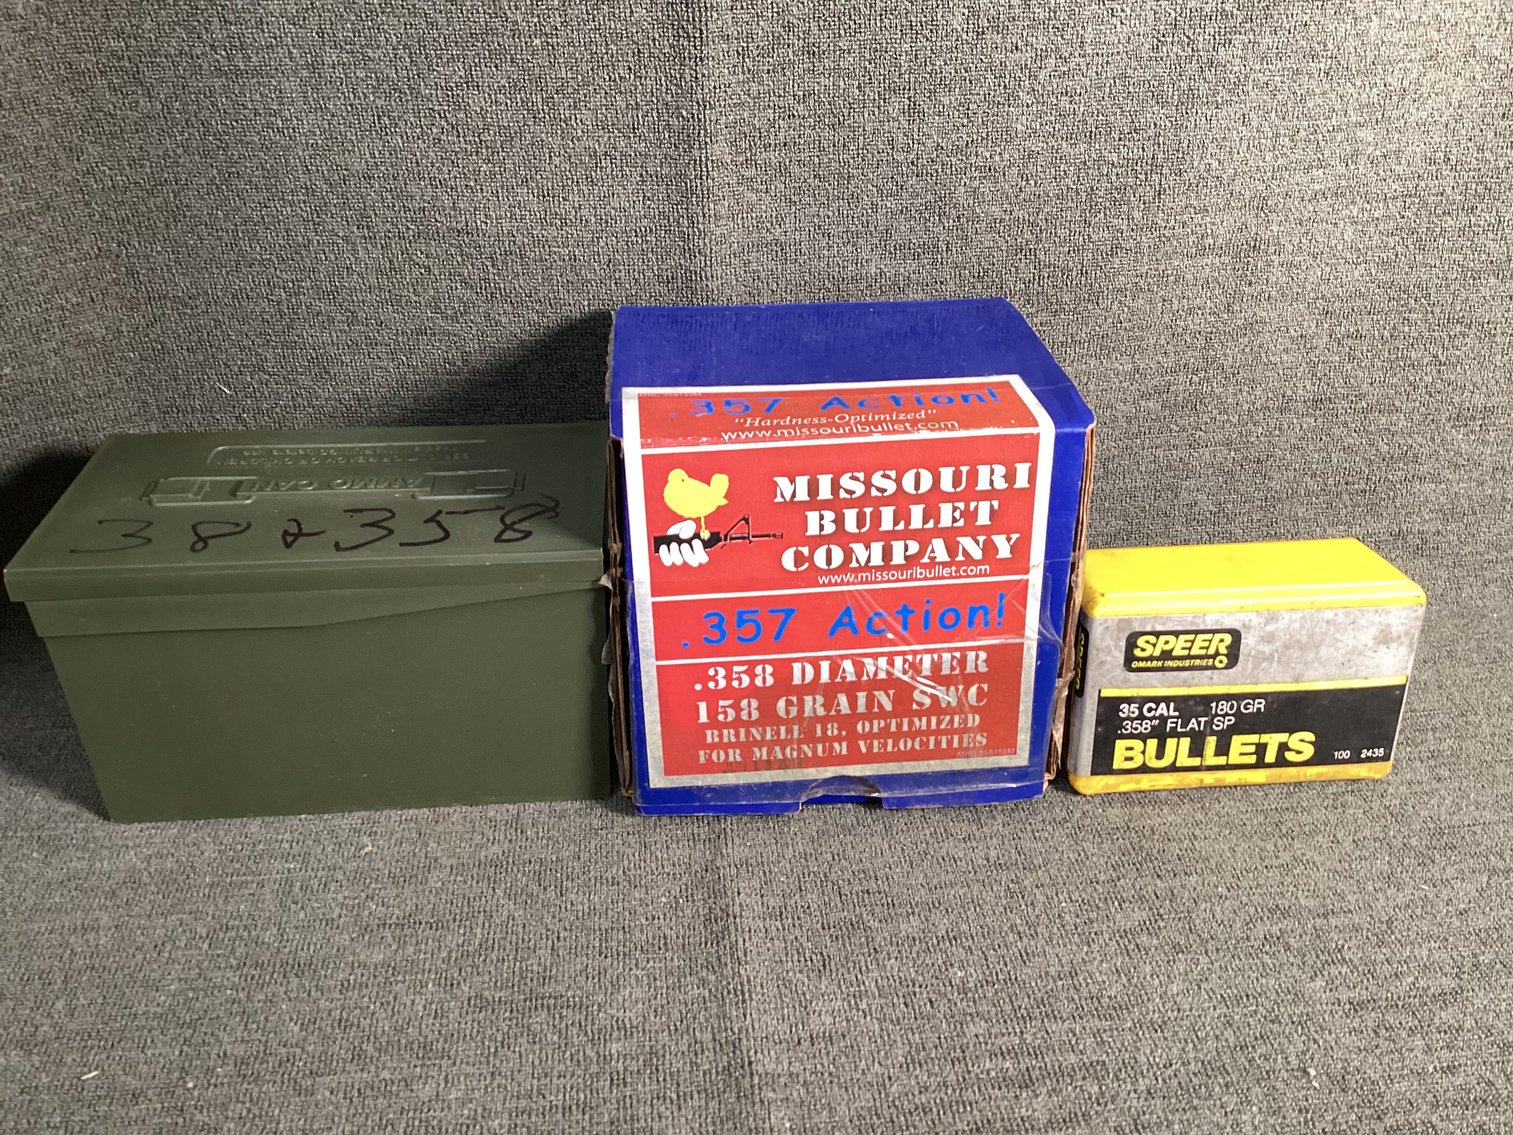 AMMO CAN
38 & 358
.357 Action!
"Hardness-Optimized"
www.missouribullet.com
MISSOURI
BULLET
COMPANY
www.missouribullet.com
.357 Action!
.358 DIAMETER
158 GRAIN SWC
BRINELL 18, OPTIMIZED
FOR MAGNUM VELOCITIES
SPEER
OMARK INDUSTRIES
35 CAL 180 GR
.358" FLAT SP
BULLETS 100 2435